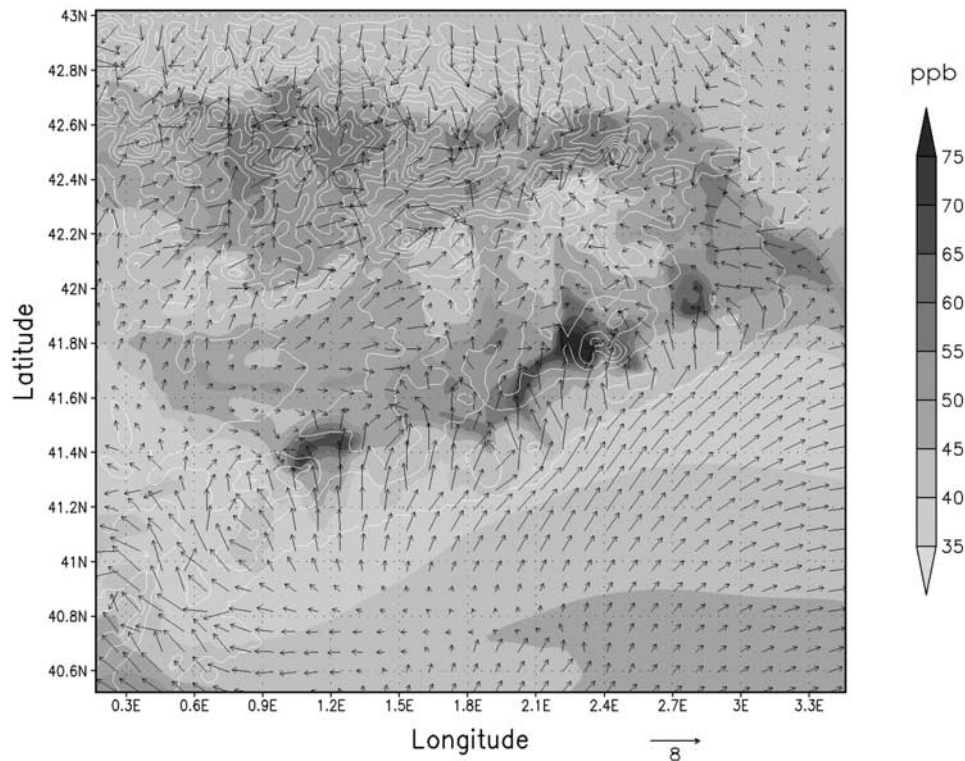 43N
42.8N
42.6N
42.4N
42.2N
42N
41.8N
41.6N
41.4N
41.2N
41N
40.8N
40.6N
Latitude
0.3E 0.6E 0.9E 1.2E 1.5E 1.8E 2.1E 2.4E 2.7E 3E 3.3E
Longitude
8
ppb
75
70
65
60
55
50
45
40
35